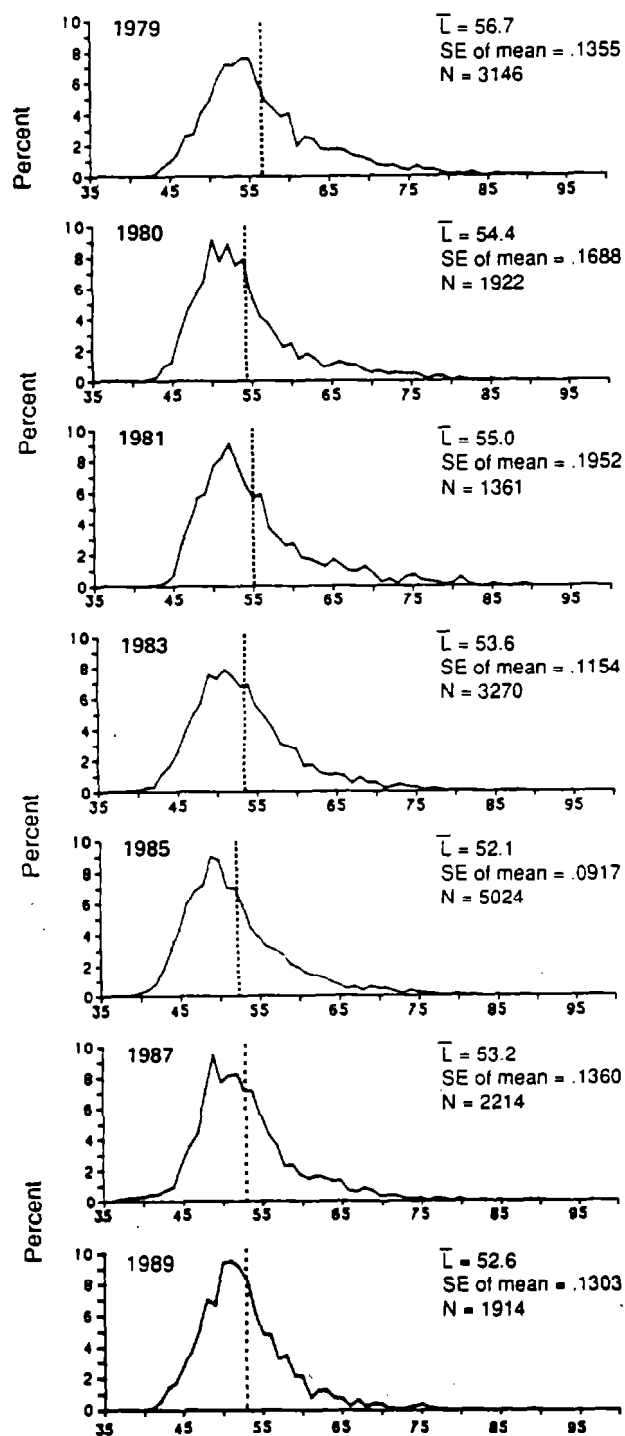 1979
L̅ = 56.7
SE of mean = .1355
N = 3146
Percent
10
8
6
4
2
0
35 45 55 65 75 85 95
1980
L̅ = 54.4
SE of mean = .1688
N = 1922
10
8
6
4
2
0
35 45 55 65 75 85 95
Percent
1981
L̅ = 55.0
SE of mean = .1952
N = 1361
10
8
6
4
2
0
35 45 55 65 75 85 95
1983
L̅ = 53.6
SE of mean = .1154
N = 3270
10
8
6
4
2
0
35 45 55 65 75 85 95
Percent
1985
L̅ = 52.1
SE of mean = .0917
N = 5024
10
8
6
4
2
0
35 45 55 65 75 85 95
1987
L̅ = 53.2
SE of mean = .1360
N = 2214
10
8
6
4
2
0
35 45 55 65 75 85 95
Percent
1989
L̅ = 52.6
SE of mean = .1303
N = 1914
10
8
6
4
2
0
35 45 55 65 75 85 95